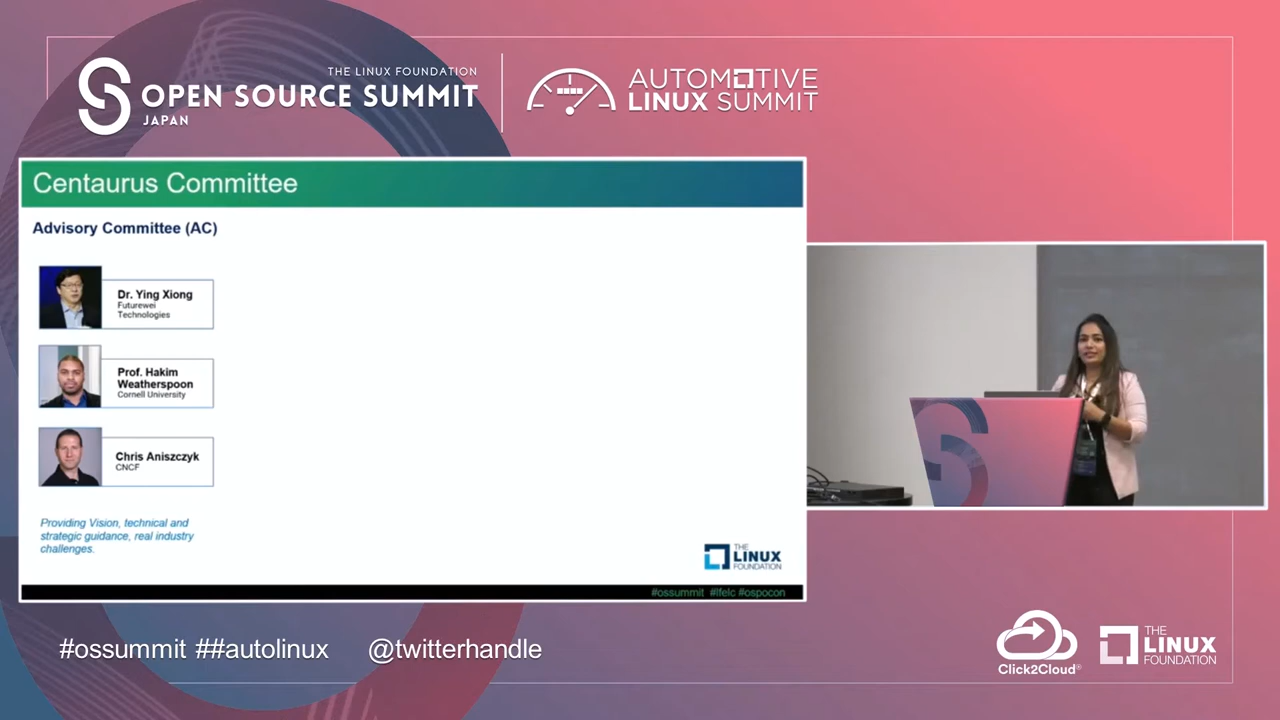 THE LINUX FOUNDATION
OPEN SOURCE SUMMIT
JAPAN
AUTOMOTIVE
LINUX SUMMIT
Centaurus Committee
Advisory Committee (AC)
Dr. Ying Xiong
Futurewei
Technologies
Prof. Hakim
Weatherspoon
Cornell University
Chris Aniszczyk
CNCF
Providing Vision, technical and
strategic guidance, real industry
challenges.
THE
LINUX
FOUNDATION
#ossummit #lfelc #ospocon
#ossummit ##autolinux @twitterhandle
Click2Cloud®
THE
LINUX
FOUNDATION